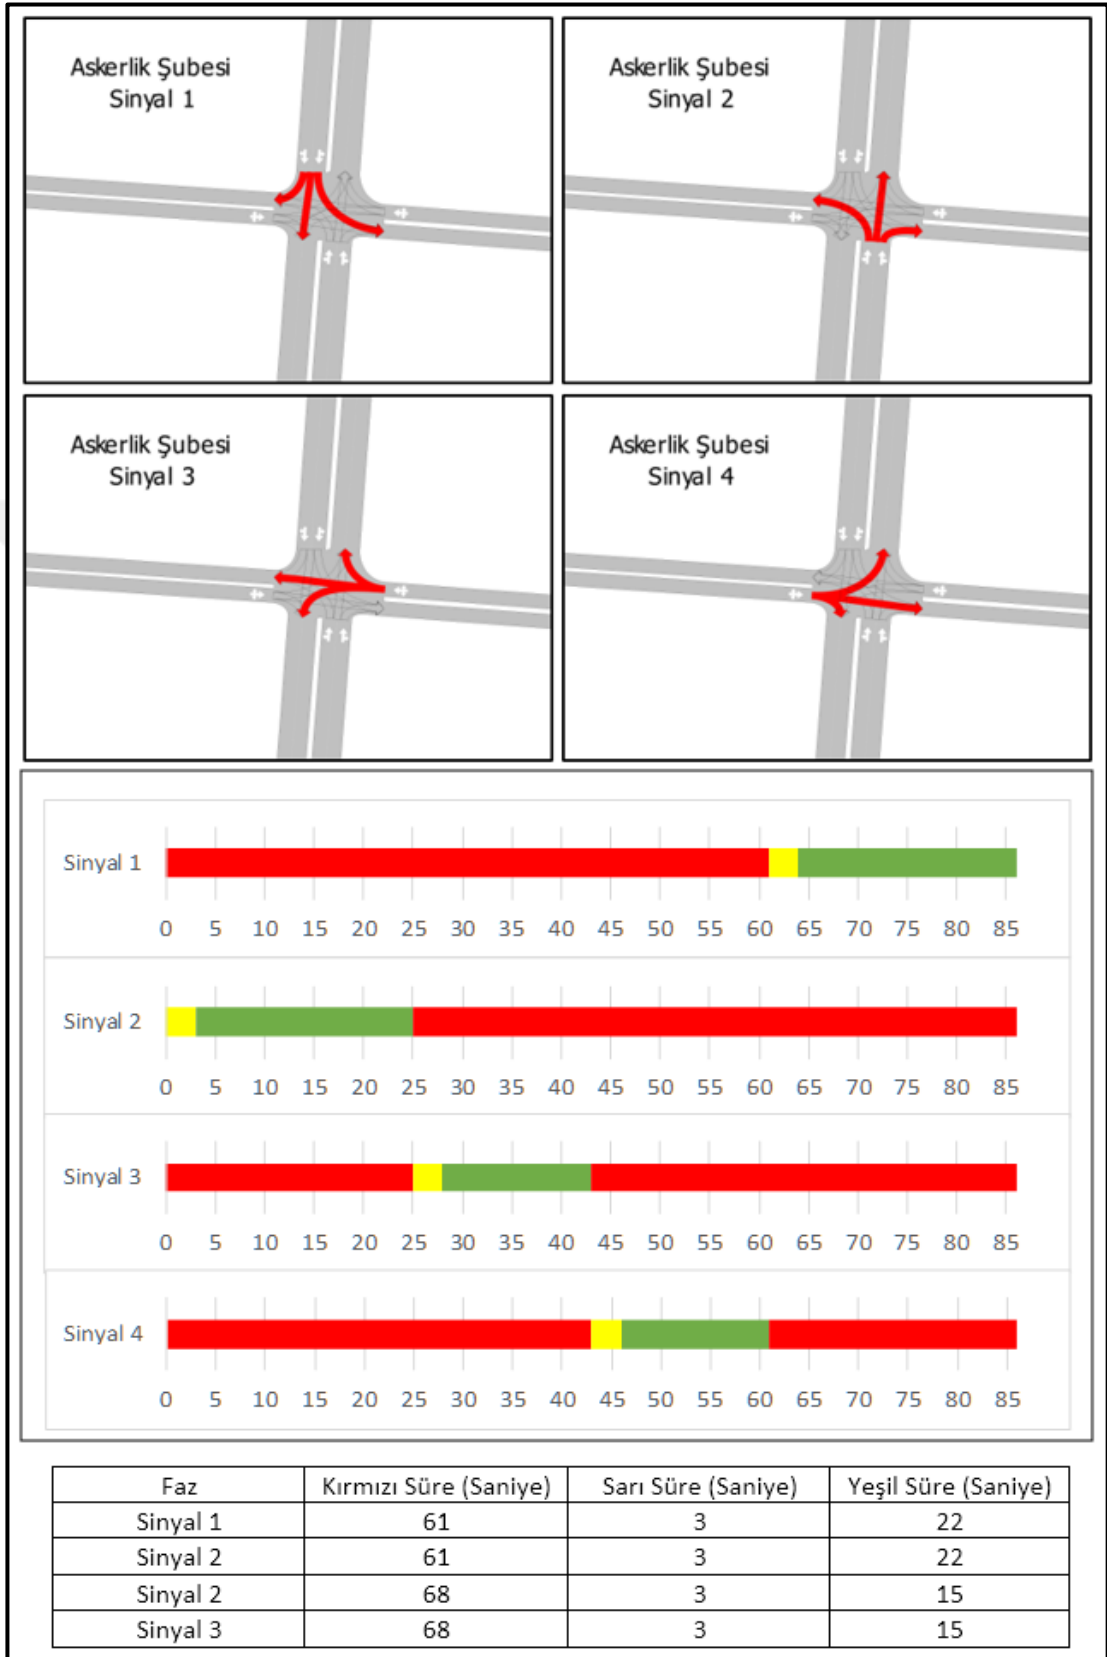 Askerlik Şubesi
Sinyal 1
Askerlik Şubesi
Sinyal 2
Askerlik Şubesi
Sinyal 3
Askerlik Şubesi
Sinyal 4
Sinyal 1
0 5 10 15 20 25 30 35 40 45 50 55 60 65 70 75 80 85
Sinyal 2
0 5 10 15 20 25 30 35 40 45 50 55 60 65 70 75 80 85
Sinyal 3
0 5 10 15 20 25 30 35 40 45 50 55 60 65 70 75 80 85
Sinyal 4
0 5 10 15 20 25 30 35 40 45 50 55 60 65 70 75 80 85
Faz Kırmızı Süre (Saniye) Sarı Süre (Saniye) Yeşil Süre (Saniye)
Sinyal 1 61 3 22
Sinyal 2 61 3 22
Sinyal 2 68 3 15
Sinyal 3 68 3 15